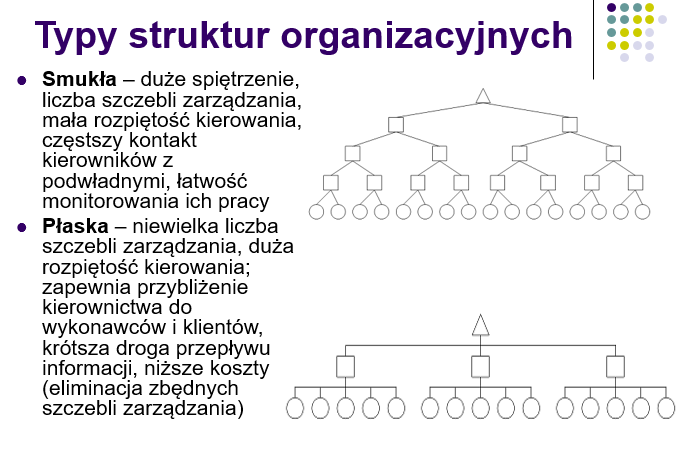 Typy struktur organizacyjnych
Smukła – duże spiętrzenie,
liczba szczebli zarządzania,
mała rozpiętość kierowania,
częstszy kontakt
kierowników z
podwładnymi, łatwość
monitorowania ich pracy
Płaska – niewielka liczba
szczebli zarządzania, duża
rozpiętość kierowania;
zapewnia przybliżenie
kierownictwa do
wykonawców i klientów,
krótsza droga przepływu
informacji, niższe koszty
(eliminacja zbędnych
szczebli zarządzania)